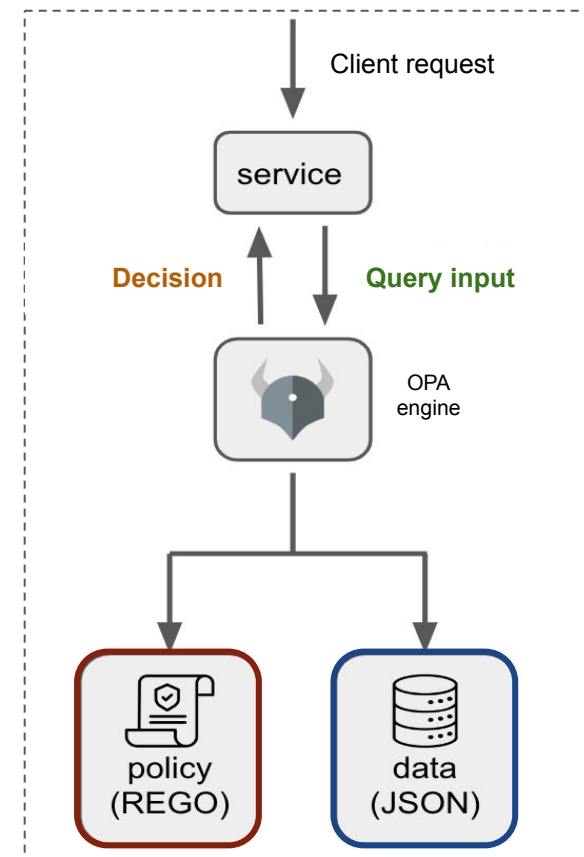 Client request
service
Decision
Query input
OPA
engine
policy
(REGO)
data
(JSON)